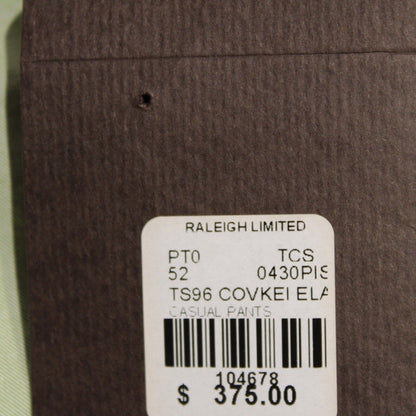 RALEIGH LIMITED
PT0 TCS
52 0430PIS
TS96 COVKEI ELA
CASUAL PANTS
104678
$ 375.00